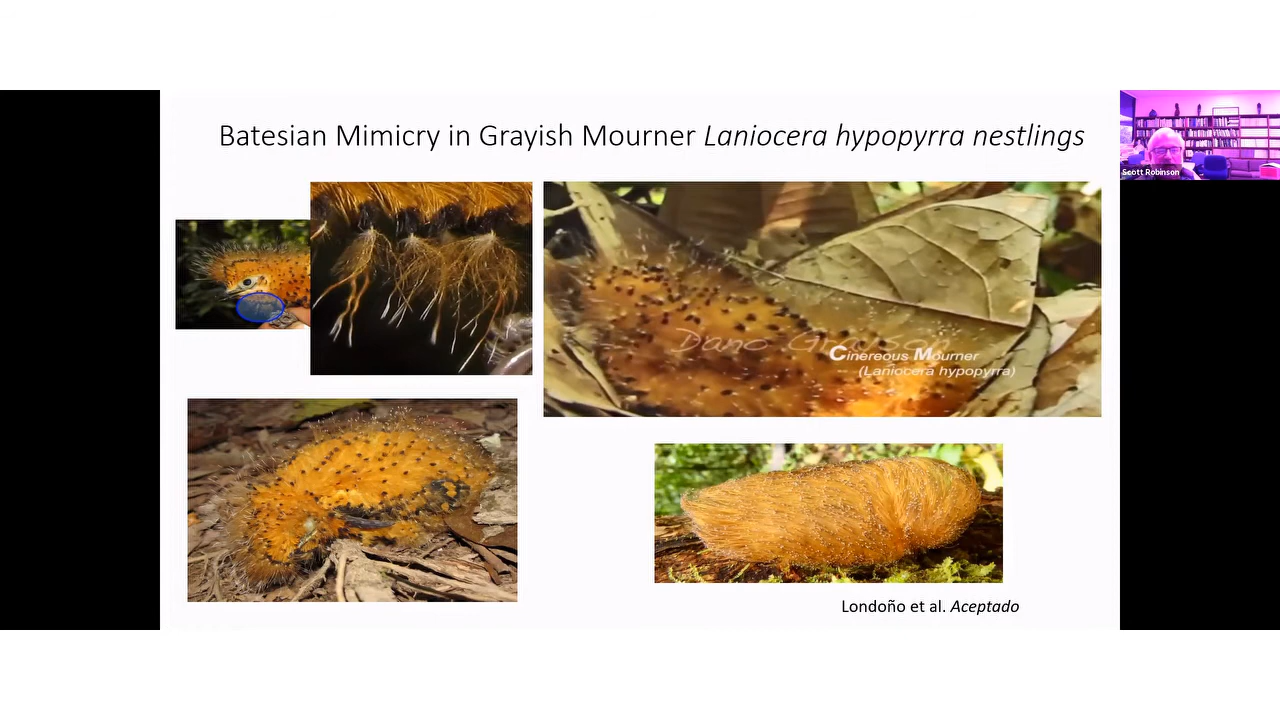 Batesian Mimicry in Grayish Mourner Laniocera hypopyrra nestlings
Scott Robinson
Dano Grayson
Cinereous Mourner
(Laniocera hypopyrra)
Londoño et al. Aceptado